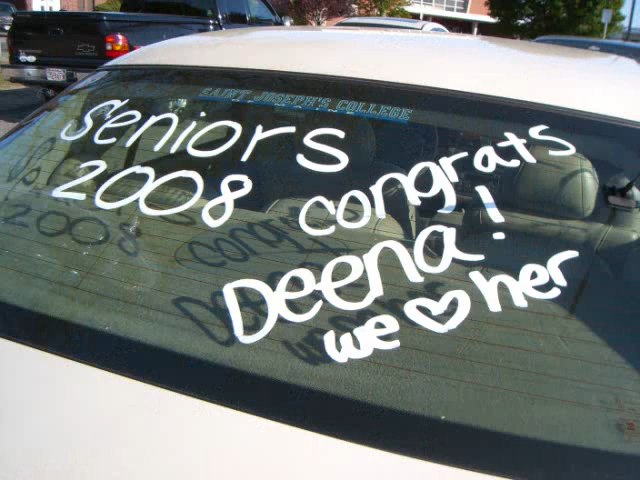 SAINT JOSEPH'S COLLEGE
Seniors
2008 congrats
Deena!
we ♡ her